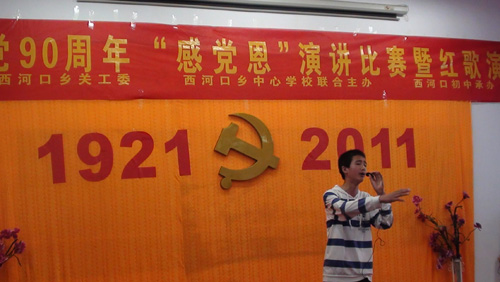 党90周年 “感党恩”演讲比赛暨红歌演
西河口乡关工委 西河口乡中心学校联合主办 西河口初中承办
1921 2011